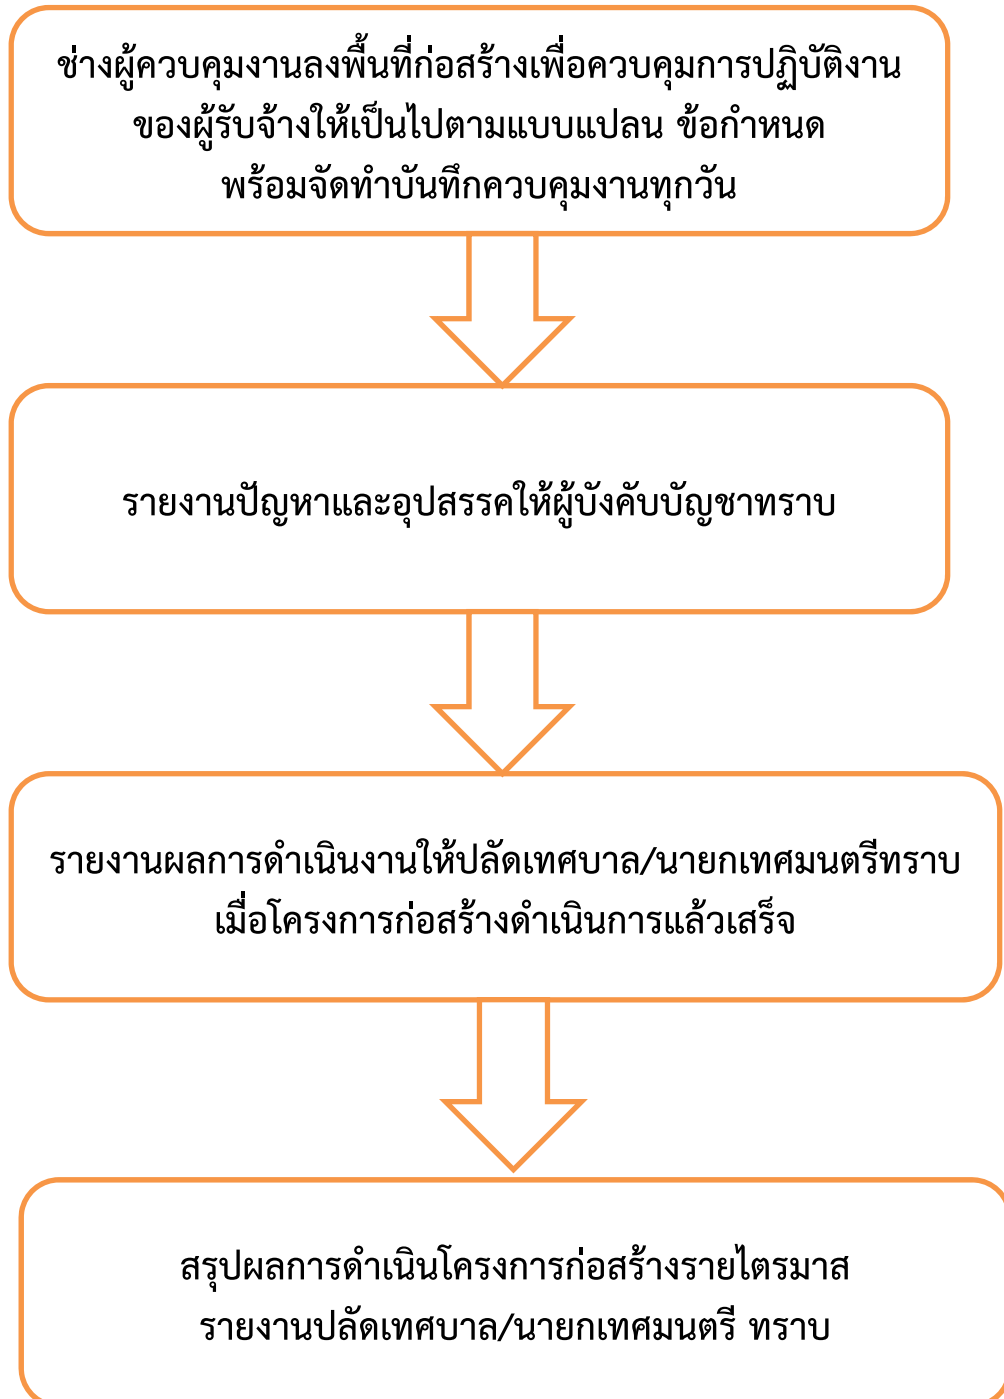 ช่างผู้ควบคุมงานลงพื้นที่ก่อสร้างเพื่อควบคุมการปฏิบัติงาน
ของผู้รับจ้างให้เป็นไปตามแบบแปลน ข้อกำหนด
พร้อมจัดทำบันทึกควบคุมงานทุกวัน
รายงานปัญหาและอุปสรรคให้ผู้บังคับบัญชาทราบ
รายงานผลการดำเนินงานให้ปลัดเทศบาล/นายกเทศมนตรีทราบ
เมื่อโครงการก่อสร้างดำเนินการแล้วเสร็จ
สรุปผลการดำเนินโครงการก่อสร้างรายไตรมาส
รายงานปลัดเทศบาล/นายกเทศมนตรี ทราบ